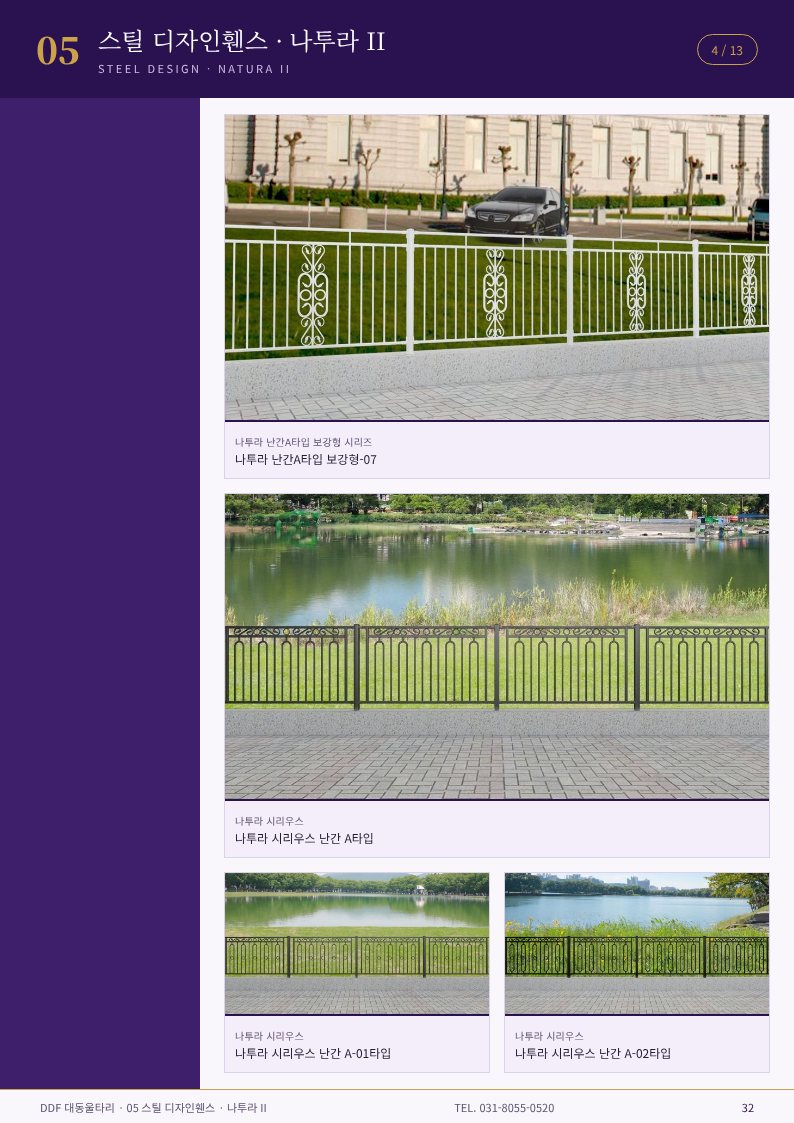 05
스틸 디자인휀스 · 나투라 II
STEEL DESIGN · NATURA II
4 / 13
나투라 난간A타입 보강형 시리즈
나투라 난간A타입 보강형-07
나투라 시리우스
나투라 시리우스 난간 A타입
나투라 시리우스
나투라 시리우스 난간 A-01타입
나투라 시리우스
나투라 시리우스 난간 A-02타입
DDF 대동울타리 · 05 스틸 디자인휀스 · 나투라 II
TEL. 031-8055-0520
32